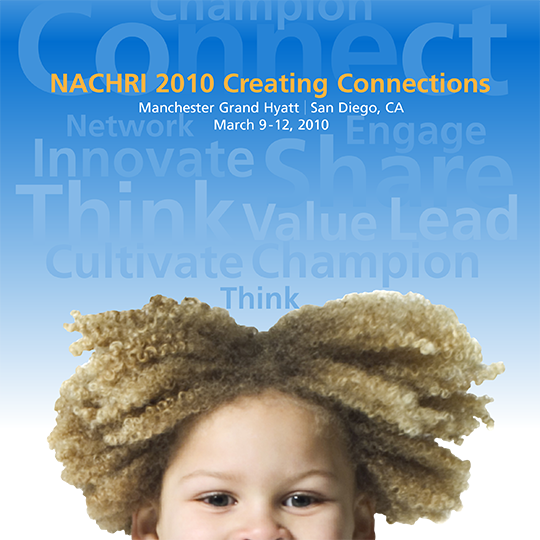 Champion
Connect
NACHRI 2010 Creating Connections
Manchester Grand Hyatt | San Diego, CA
March 9-12, 2010
Network Engage
Innovate Share
Think Value Lead
Cultivate Champion
Think